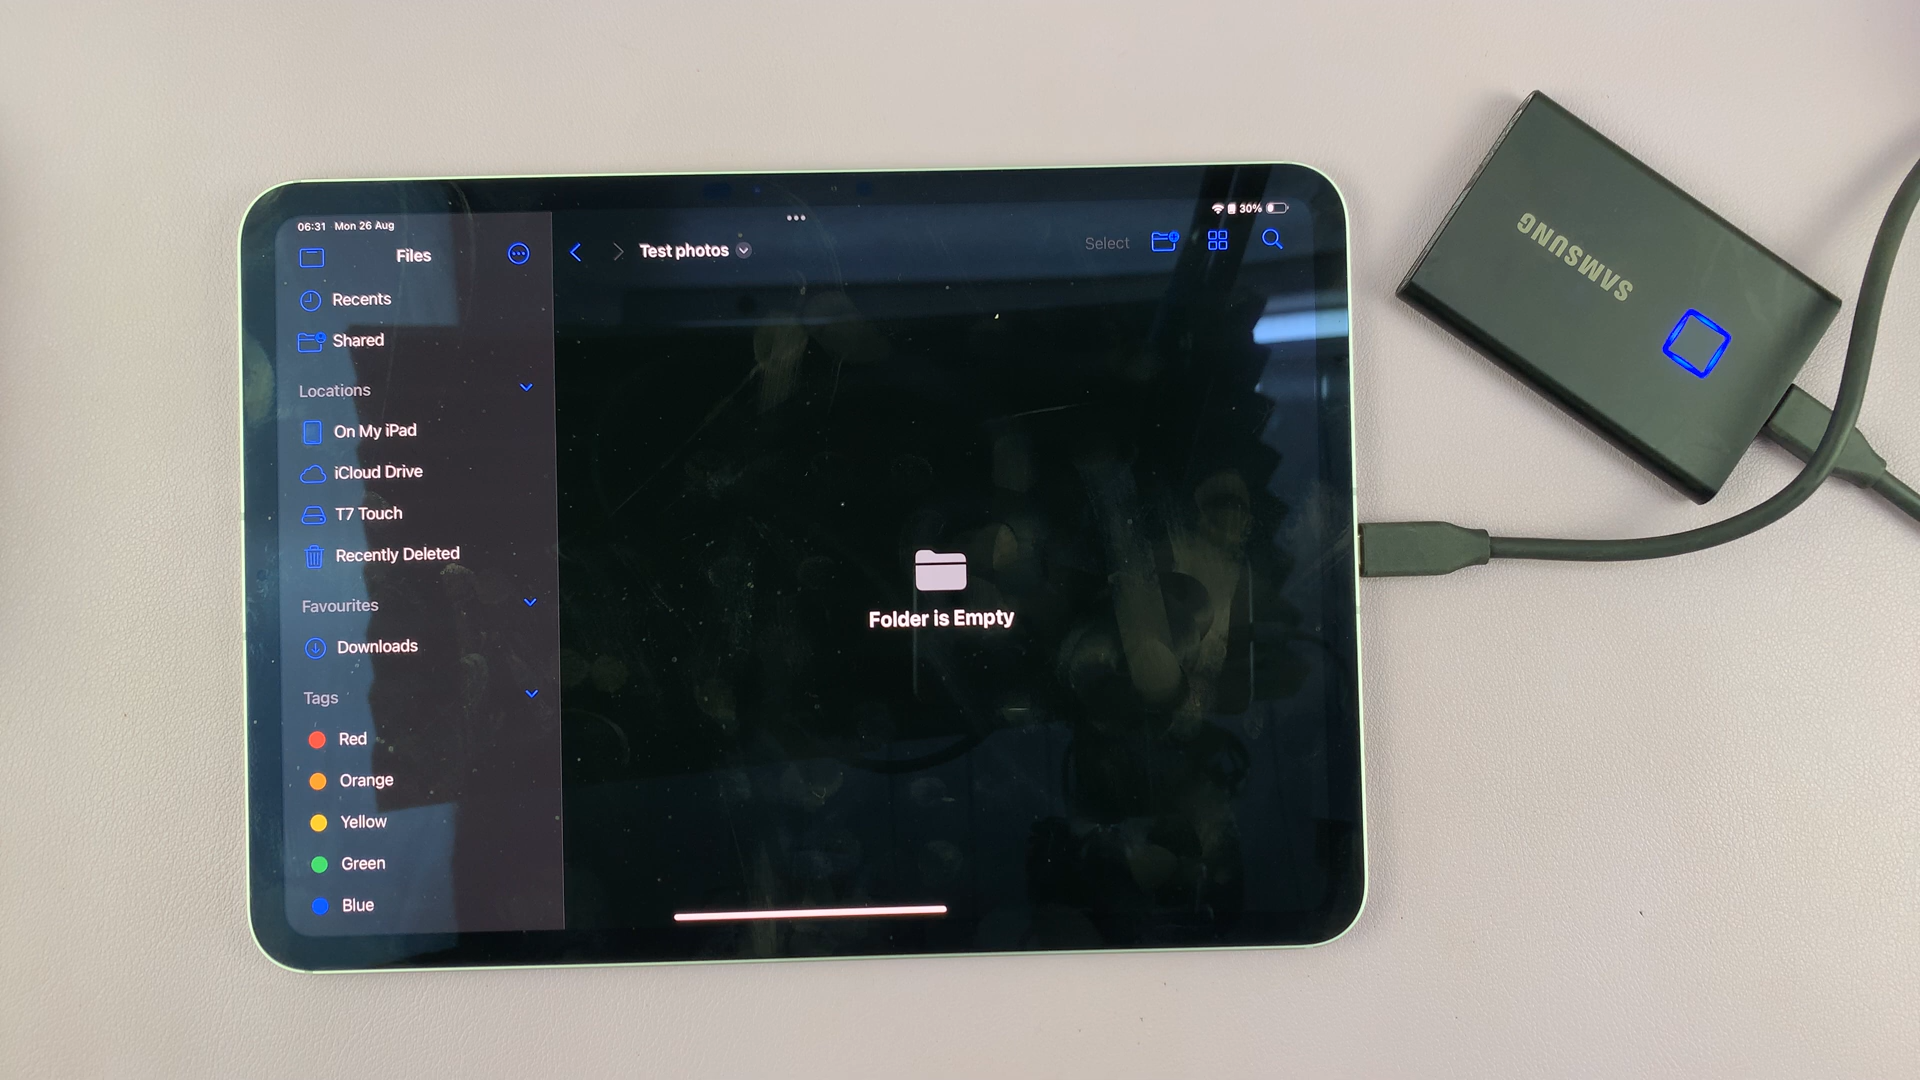 06:31 Mon 26 Aug
30%
Files
Recents
Shared
Locations
On My iPad
iCloud Drive
T7 Touch
Recently Deleted
Favourites
Downloads
Tags
Red
Orange
Yellow
Green
Blue
Test photos
Select
Folder is Empty
SAMSUNG